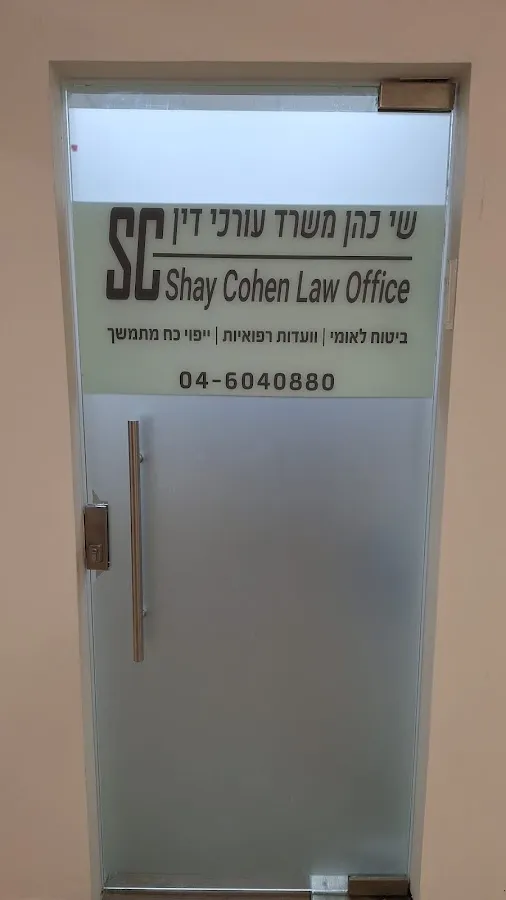 שי כהן משרד עורכי דין
SC
Shay Cohen Law Office
ביטוח לאומי | וועדות רפואיות | ייפוי כח מתמשך
04-6040880